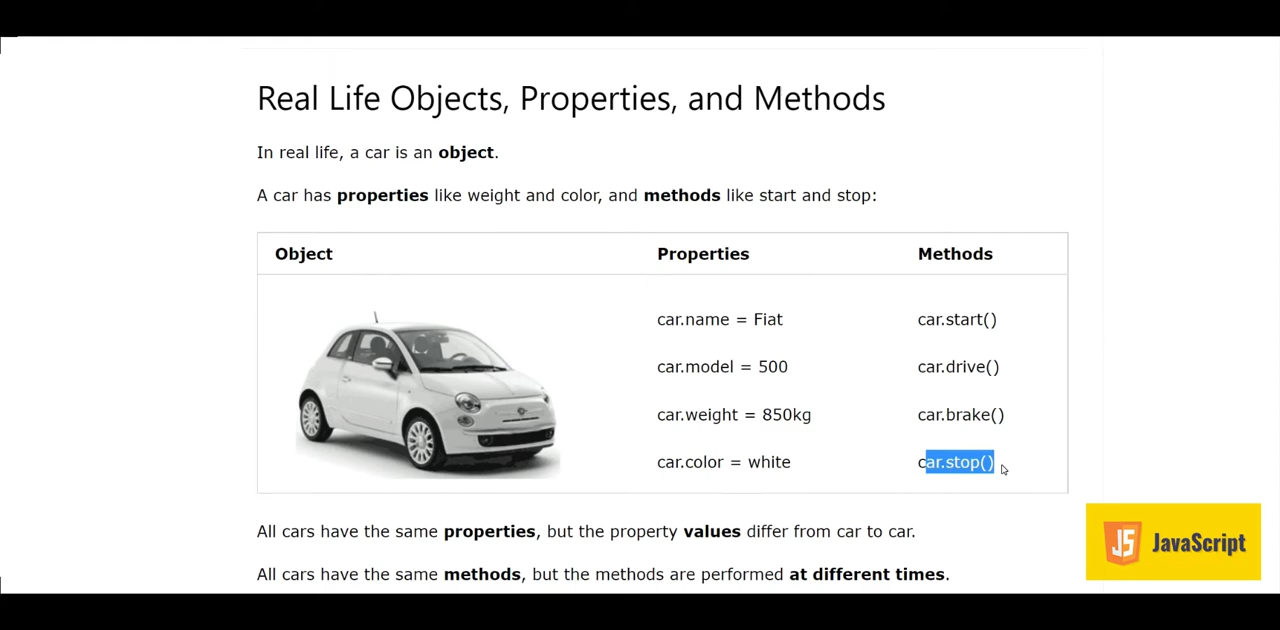 Real Life Objects, Properties, and Methods
In real life, a car is an object.
A car has properties like weight and color, and methods like start and stop:
Object Properties Methods
car.name = Fiat car.start()
car.model = 500 car.drive()
car.weight = 850kg car.brake()
car.color = white car.stop()
All cars have the same properties, but the property values differ from car to car.
All cars have the same methods, but the methods are performed at different times.
JS JavaScript